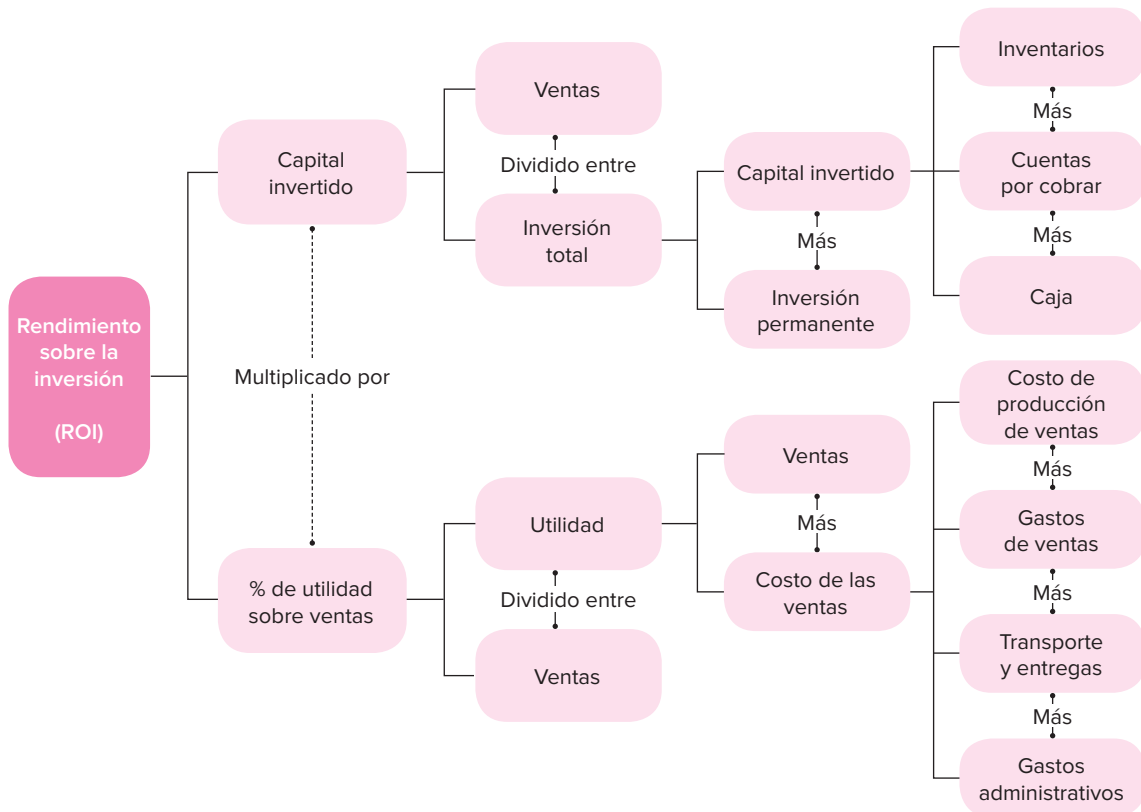 Rendimiento
sobre la
inversión
(ROI)
Capital
invertido
Multiplicado por
% de utilidad
sobre ventas
Ventas
Dividido entre
Inversión
total
Utilidad
Dividido entre
Ventas
Capital invertido
Más
Inversión
permanente
Ventas
Más
Costo de las
ventas
Inventarios
Más
Cuentas
por cobrar
Más
Caja
Costo de
producción
de ventas
Más
Gastos
de ventas
Más
Transporte
y entregas
Más
Gastos
administrativos